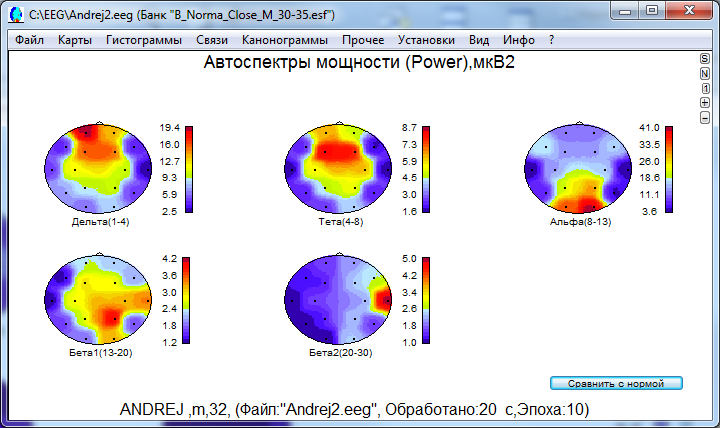 C:\EEG\Andrej2.eeg (Банк "B_Norma_Close_M_30-35.esf")
Файл Карты Гистограммы Связи Канонограммы Прочее Установки Вид Инфо ?
Автоспектры мощности (Power),мкВ2
S
N
1
+
−
19.4
16.0
12.7
9.3
5.9
2.5
Дельта(1-4)
8.7
7.3
5.9
4.5
3.0
1.6
Тета(4-8)
41.0
33.5
26.0
18.6
11.1
3.6
Альфа(8-13)
4.2
3.6
3.0
2.4
1.8
1.2
Бета1(13-20)
5.0
4.2
3.4
2.6
1.8
1.0
Бета2(20-30)
Сравнить с нормой
ANDREJ ,m,32, (Файл:"Andrej2.eeg", Обработано:20 с,Эпоха:10)